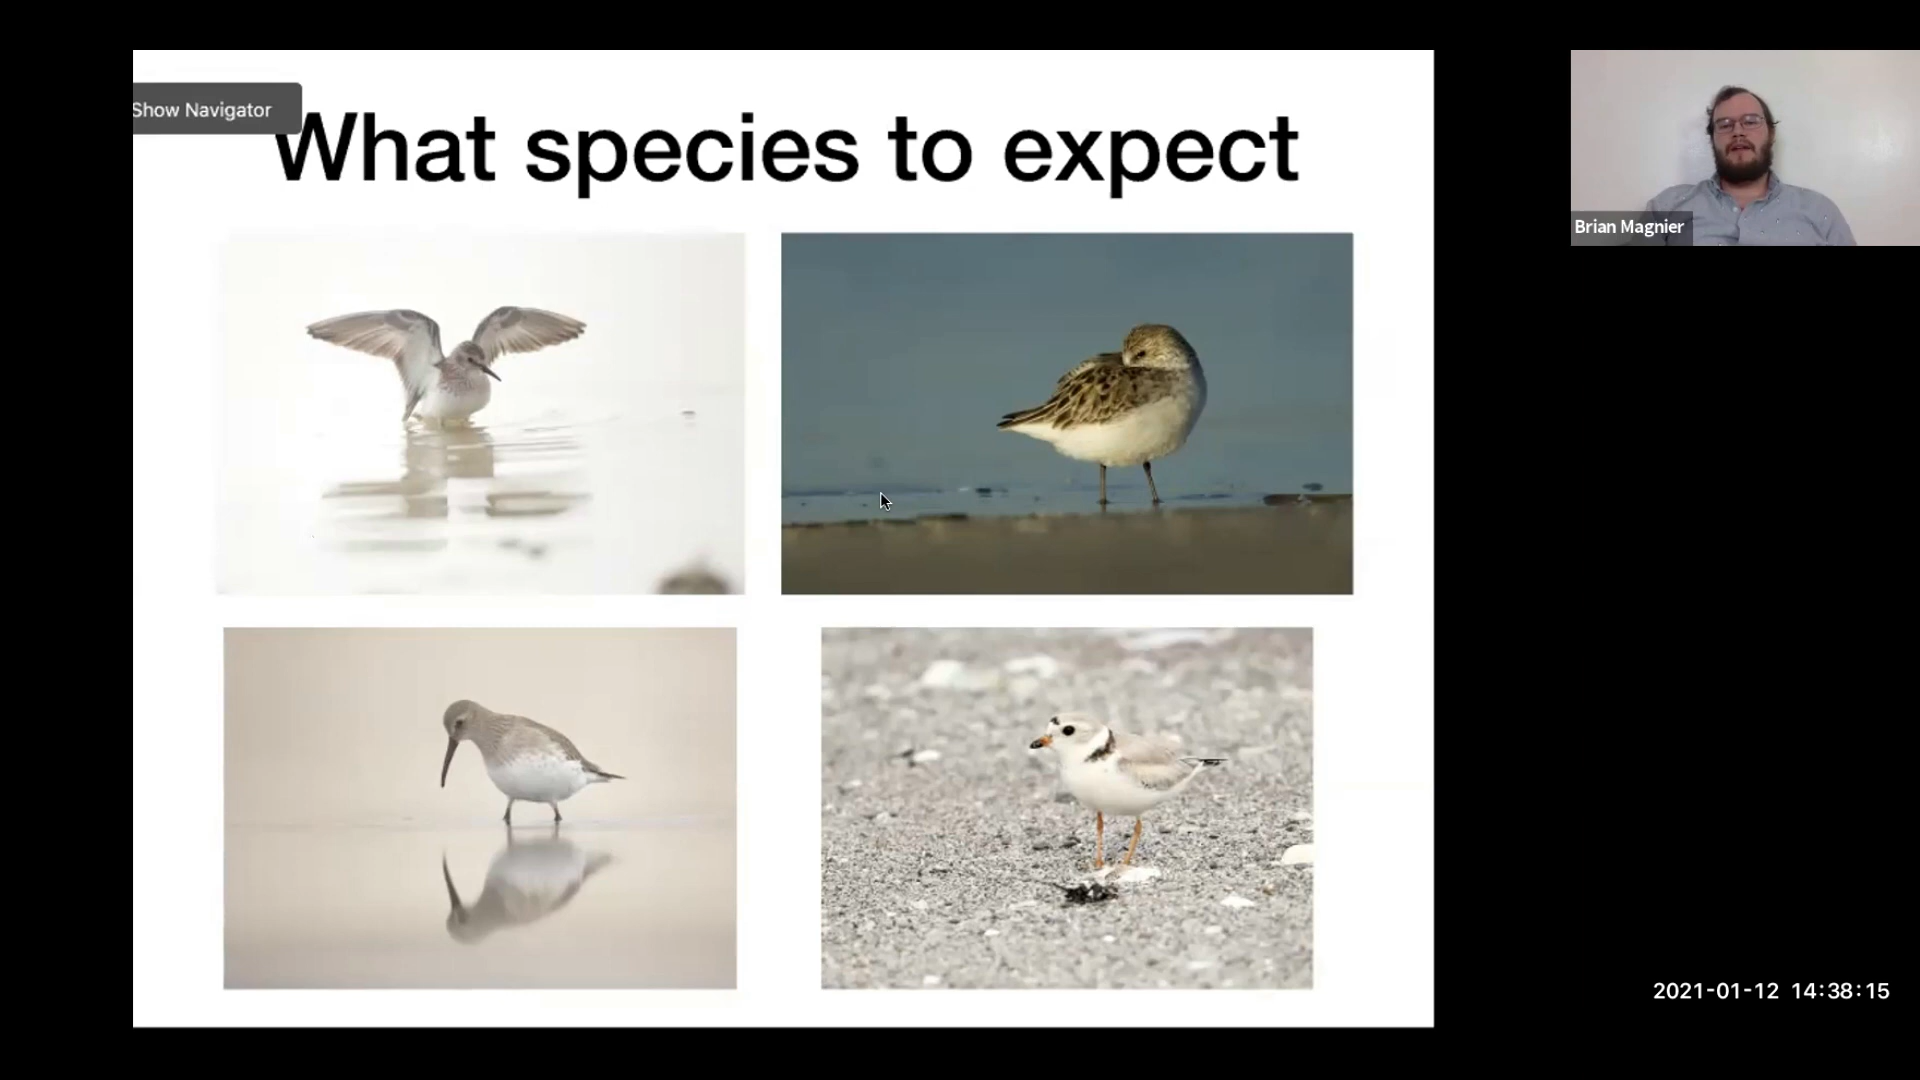 Show Navigator
What species to expect
Brian Magnier
2021-01-12 14:38:15